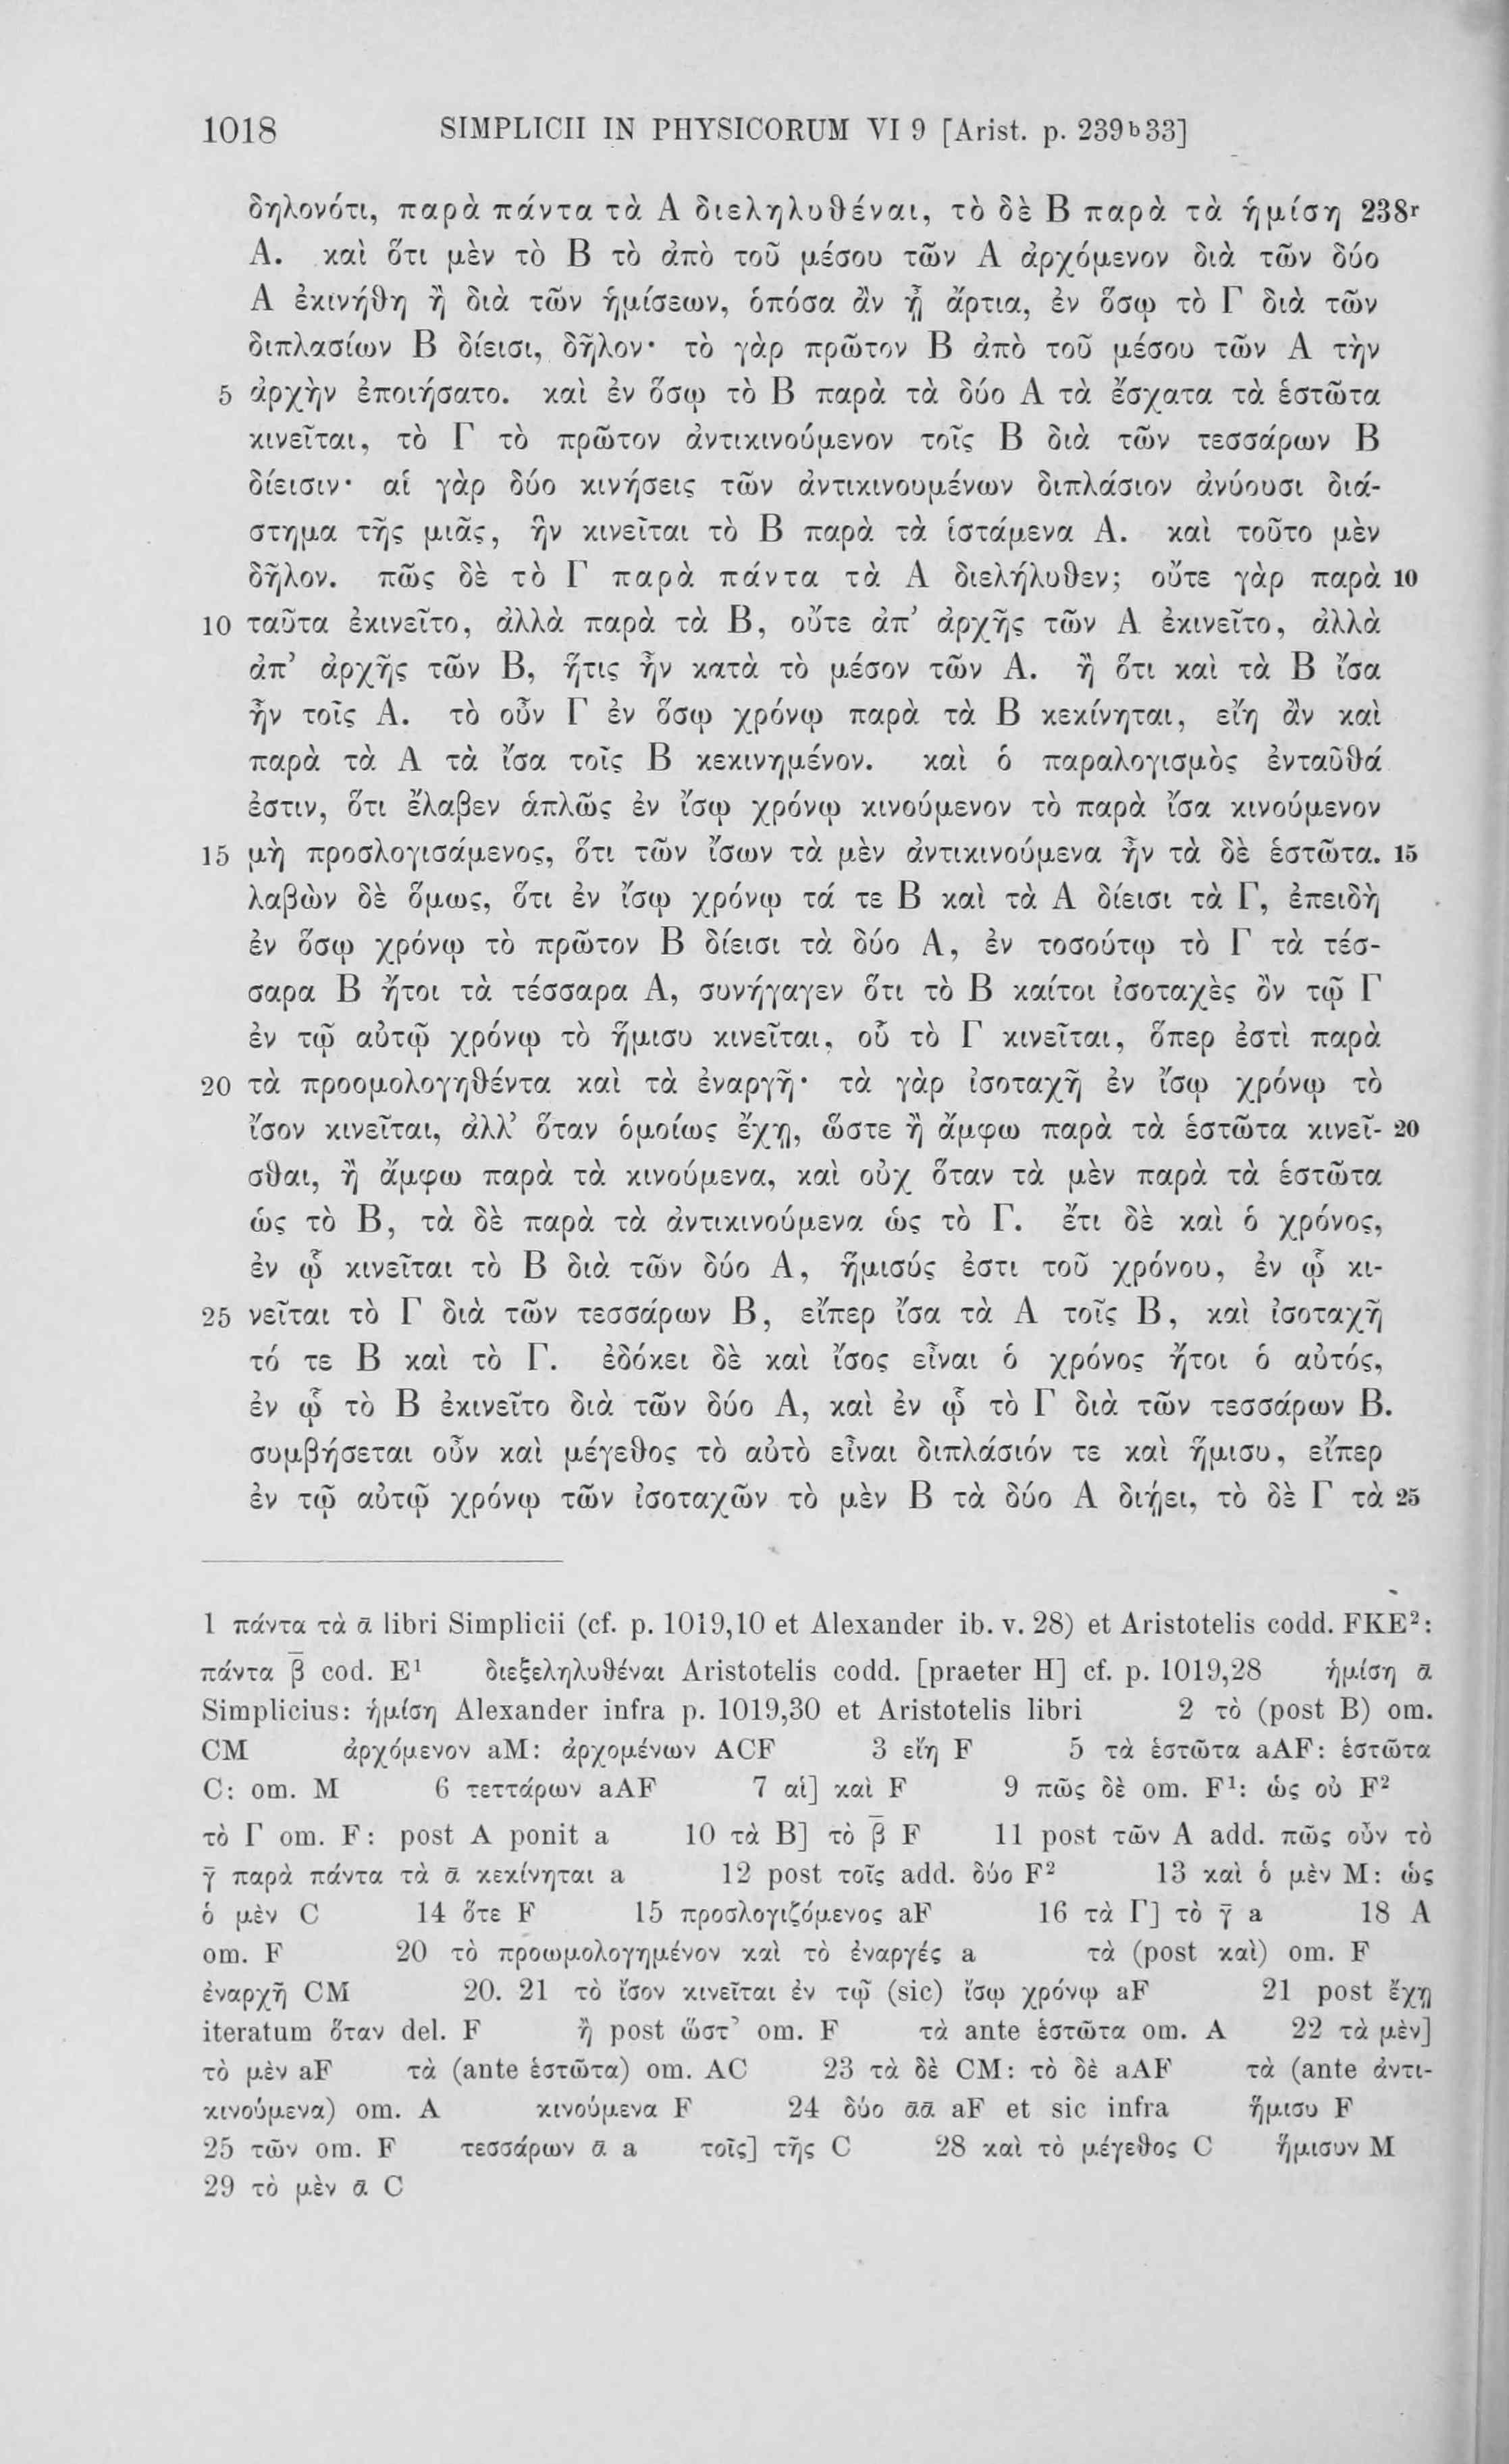 1018 SIMPLICII IN PHYSICORUM VI 9 [Arist. p. 239ᵇ33]
δηλονότι, παρὰ πάντα τὰ Α διεληλυθέναι, τὸ δὲ Β παρὰ τὰ ἡμίση 238ʳ
Α. καὶ ὅτι μὲν τὸ Β τὸ ἀπὸ τοῦ μέσου τῶν Α ἀρχόμενον διὰ τῶν δύο
Α ἐκινήθη ἢ διὰ τῶν ἡμίσεων, ὁπόσα ἂν ᾖ ἄρτια, ἐν ὅσῳ τὸ Γ διὰ τῶν
διπλασίων Β δίεισι, δῆλον· τὸ γὰρ πρῶτον Β ἀπὸ τοῦ μέσου τῶν Α τὴν
5 ἀρχὴν ἐποιήσατο. καὶ ἐν ὅσῳ τὸ Β παρὰ τὰ δύο Α τὰ ἔσχατα τὰ ἑστῶτα
κινεῖται, τὸ Γ τὸ πρῶτον ἀντικινούμενον τοῖς Β διὰ τῶν τεσσάρων Β
δίεισιν· αἱ γὰρ δύο κινήσεις τῶν ἀντικινουμένων διπλάσιον ἀνύουσι διά-
στημα τῆς μιᾶς, ἣν κινεῖται τὸ Β παρὰ τὰ ἱστάμενα Α. καὶ τοῦτο μὲν
δῆλον. πῶς δὲ τὸ Γ παρὰ πάντα τὰ Α διελήλυθεν; οὔτε γὰρ παρὰ 10
10 ταῦτα ἐκινεῖτο, ἀλλὰ παρὰ τὰ Β, οὔτε ἀπ’ ἀρχῆς τῶν Α ἐκινεῖτο, ἀλλὰ
ἀπ’ ἀρχῆς τῶν Β, ἥτις ἦν κατὰ τὸ μέσον τῶν Α. ἢ ὅτι καὶ τὰ Β ἴσα
ἦν τοῖς Α. τὸ οὖν Γ ἐν ὅσῳ χρόνῳ παρὰ τὰ Β κεκίνηται, εἴη ἂν καὶ
παρὰ τὰ Α τὰ ἴσα τοῖς Β κεκινημένον. καὶ ὁ παραλογισμὸς ἐνταῦθά
ἐστιν, ὅτι ἔλαβεν ἁπλῶς ἐν ἴσῳ χρόνῳ κινούμενον τὸ παρὰ ἴσα κινούμενον
15 μὴ προσλογισάμενος, ὅτι τῶν ἴσων τὰ μὲν ἀντικινούμενα ἦν τὰ δὲ ἑστῶτα. 15
λαβὼν δὲ ὅμως, ὅτι ἐν ἴσῳ χρόνῳ τά τε Β καὶ τὰ Α δίεισι τὰ Γ, ἐπειδὴ
ἐν ὅσῳ χρόνῳ τὸ πρῶτον Β δίεισι τὰ δύο Α, ἐν τοσούτῳ τὸ Γ τὰ τέσ-
σαρα Β ἤτοι τὰ τέσσαρα Α, συνήγαγεν ὅτι τὸ Β καίτοι ἰσοταχὲς ὂν τῷ Γ
ἐν τῷ αὐτῷ χρόνῳ τὸ ἥμισυ κινεῖται, οὗ τὸ Γ κινεῖται, ὅπερ ἐστὶ παρὰ
20 τὰ προομολογηθέντα καὶ τὰ ἐναργῆ· τὰ γὰρ ἰσοταχῆ ἐν ἴσῳ χρόνῳ τὸ
ἴσον κινεῖται, ἀλλ’ ὅταν ὁμοίως ἔχῃ, ὥστε ἢ ἄμφω παρὰ τὰ ἑστῶτα κινεῖ- 20
σθαι, ἢ ἄμφω παρὰ τὰ κινούμενα, καὶ οὐχ ὅταν τὰ μὲν παρὰ τὰ ἑστῶτα
ὡς τὸ Β, τὰ δὲ παρὰ τὰ ἀντικινούμενα ὡς τὸ Γ. ἔτι δὲ καὶ ὁ χρόνος,
ἐν ᾧ κινεῖται τὸ Β διὰ τῶν δύο Α, ἥμισύς ἐστι τοῦ χρόνου, ἐν ᾧ κι-
25 νεῖται τὸ Γ διὰ τῶν τεσσάρων Β, εἴπερ ἴσα τὰ Α τοῖς Β, καὶ ἰσοταχῆ
τό τε Β καὶ τὸ Γ. ἐδόκει δὲ καὶ ἴσος εἶναι ὁ χρόνος ἤτοι ὁ αὐτός,
ἐν ᾧ τὸ Β ἐκινεῖτο διὰ τῶν δύο Α, καὶ ἐν ᾧ τὸ Γ διὰ τῶν τεσσάρων Β.
συμβήσεται οὖν καὶ μέγεθος τὸ αὐτὸ εἶναι διπλάσιόν τε καὶ ἥμισυ, εἴπερ
ἐν τῷ αὐτῷ χρόνῳ τῶν ἰσοταχῶν τὸ μὲν Β τὰ δύο Α διῄει, τὸ δὲ Γ τὰ 25
1 πάντα τὰ ᾱ libri Simplicii (cf. p. 1019,10 et Alexander ib. v. 28) et Aristotelis codd. FKE²:
πάντα β̄ cod. E¹ διεξεληλυθέναι Aristotelis codd. [praeter H] cf. p. 1019,28 ἡμίση ᾱ
Simplicius: ἡμίση Alexander infra p. 1019,30 et Aristotelis libri 2 τὸ (post B) om.
CM ἀρχόμενον aM: ἀρχομένων ACF 3 εἴη F 5 τὰ ἑστῶτα aAF: ἑστῶτα
C: om. M 6 τεττάρων aAF 7 αἱ] καὶ F 9 πῶς δὲ om. F¹: ὡς οὐ F²
τὸ Γ om. F: post A ponit a 10 τὰ Β] τὸ β̄ F 11 post τῶν Α add. πῶς οὖν τὸ
γ̄ παρὰ πάντα τὰ ᾱ κεκίνηται a 12 post τοῖς add. δύο F² 13 καὶ ὁ μὲν M: ὡς
ὁ μὲν C 14 ὅτε F 15 προσλογιζόμενος aF 16 τὰ Γ] τὸ γ̄ a 18 A
om. F 20 τὸ προωμολογημένον καὶ τὸ ἐναργές a τὰ (post καὶ) om. F
ἐναρχῆ CM 20. 21 τὸ ἴσον κινεῖται ἐν τῷ (sic) ἴσῳ χρόνῳ aF 21 post ἔχῃ
iteratum ὅταν del. F ἢ post ὥστ’ om. F τὰ ante ἑστῶτα om. A 22 τὰ μὲν]
τὸ μὲν aF τὰ (ante ἑστῶτα) om. AC 23 τὰ δὲ CM: τὸ δὲ aAF τὰ (ante ἀντι-
κινούμενα) om. A κινούμενα F 24 δύο ᾱᾱ aF et sic infra ἥμισυ F
25 τῶν om. F τεσσάρων ᾱ a τοῖς] τῆς C 28 καὶ τὸ μέγεθος C ἥμισυν M
29 τὸ μὲν ᾱ C